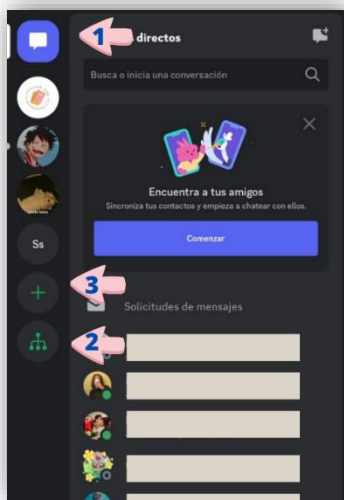 1
directos
Busca o inicia una conversación
Encuentra a tus amigos
Sincroniza tus contactos y empieza a chatear con ellos.
Comenzar
Ss
3
Solicitudes de mensajes
2